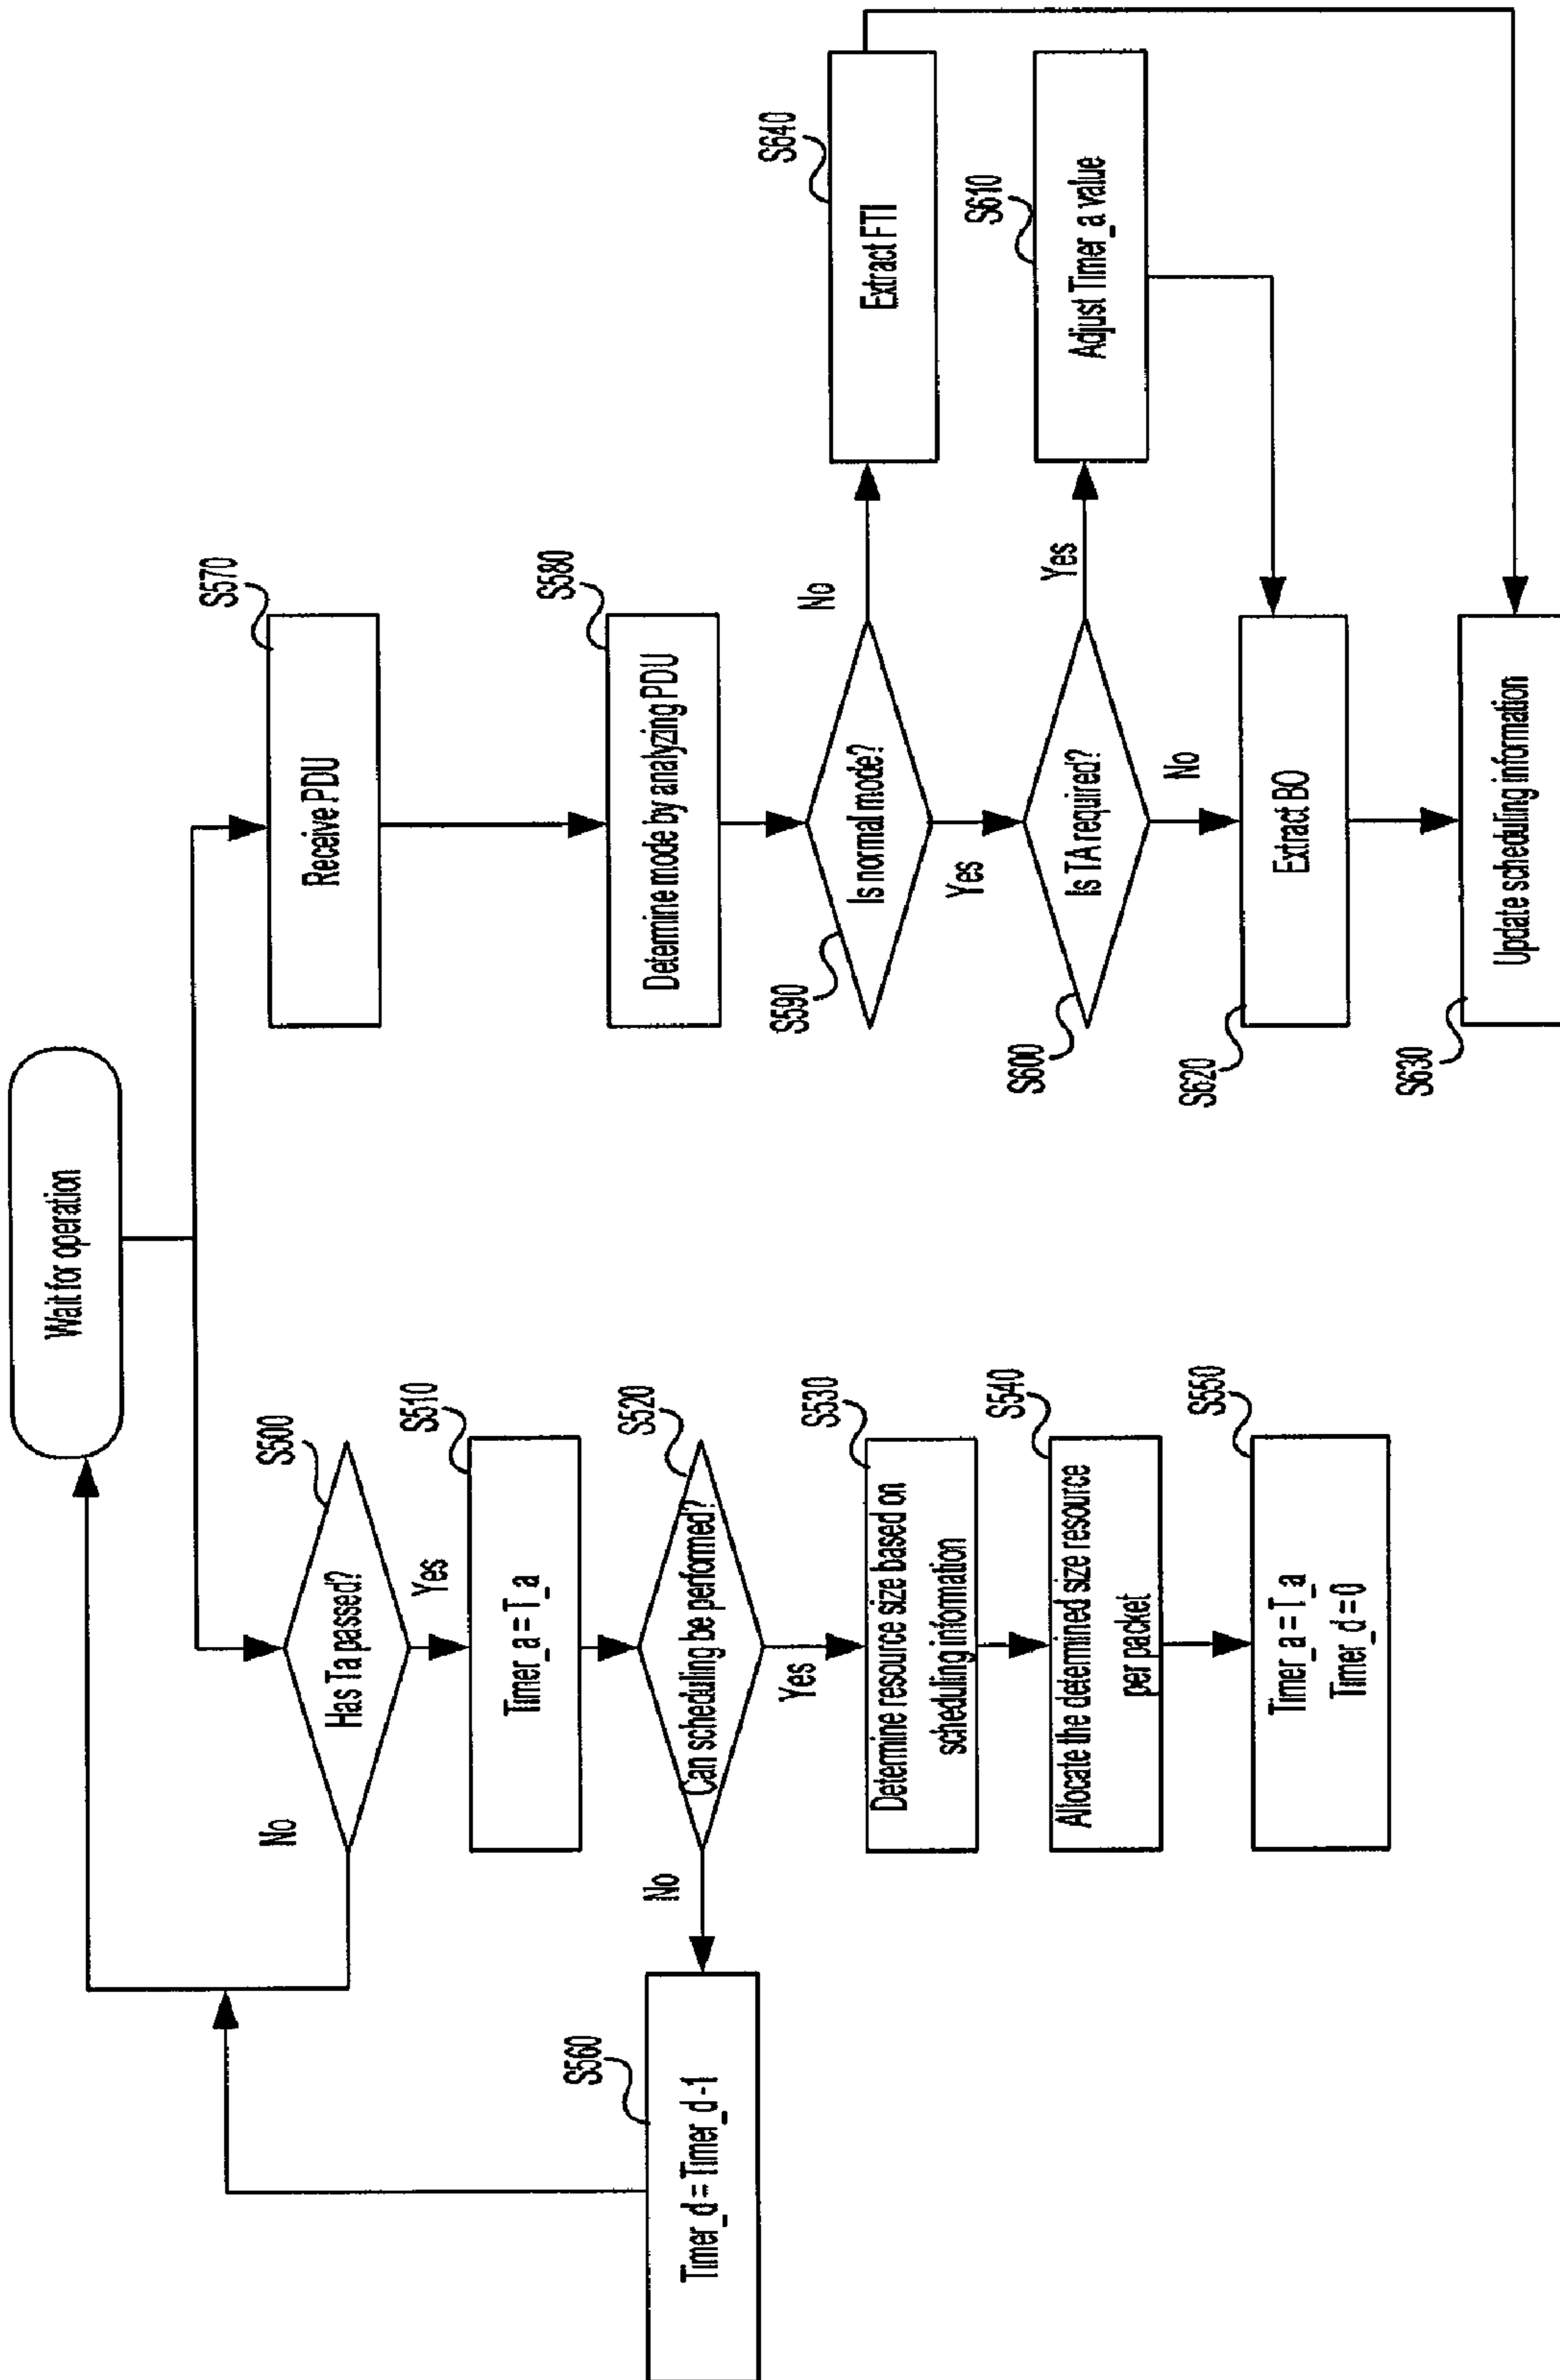 Wait for operation
S500
Has Ta passed?
No
Yes
S510
Timer_a = T_a
S520
Can scheduling be performed?
No
Yes
S560
Timer_d = Timer_d -1
S530
Determine resource size based on
scheduling information
S540
Allocate the determined size resource
per packet
S550
Timer_a = T_a
Timer_d = 0
S570
Receive PDU
S580
Determine mode by analyzing PDU
S590
Is normal mode?
No
Yes
S640
Extract FTI
S600
Is TA required?
Yes
No
S610
Adjust Timer_a value
S620
Extract BO
S630
Update scheduling information